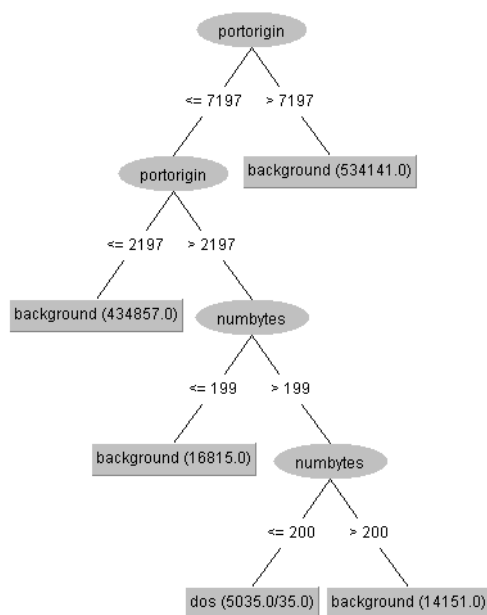 portorigin
<= 7197 > 7197
portorigin background (534141.0)
<= 2197 > 2197
background (434857.0) numbytes
<= 199 > 199
background (16815.0) numbytes
<= 200 > 200
dos (5035.0/35.0) background (14151.0)